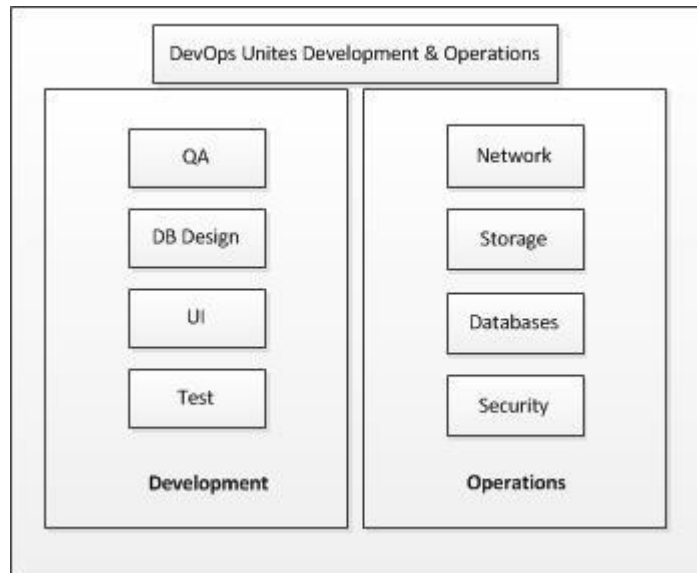 DevOps Unites Development & Operations
QA
DB Design
UI
Test
Development
Network
Storage
Databases
Security
Operations